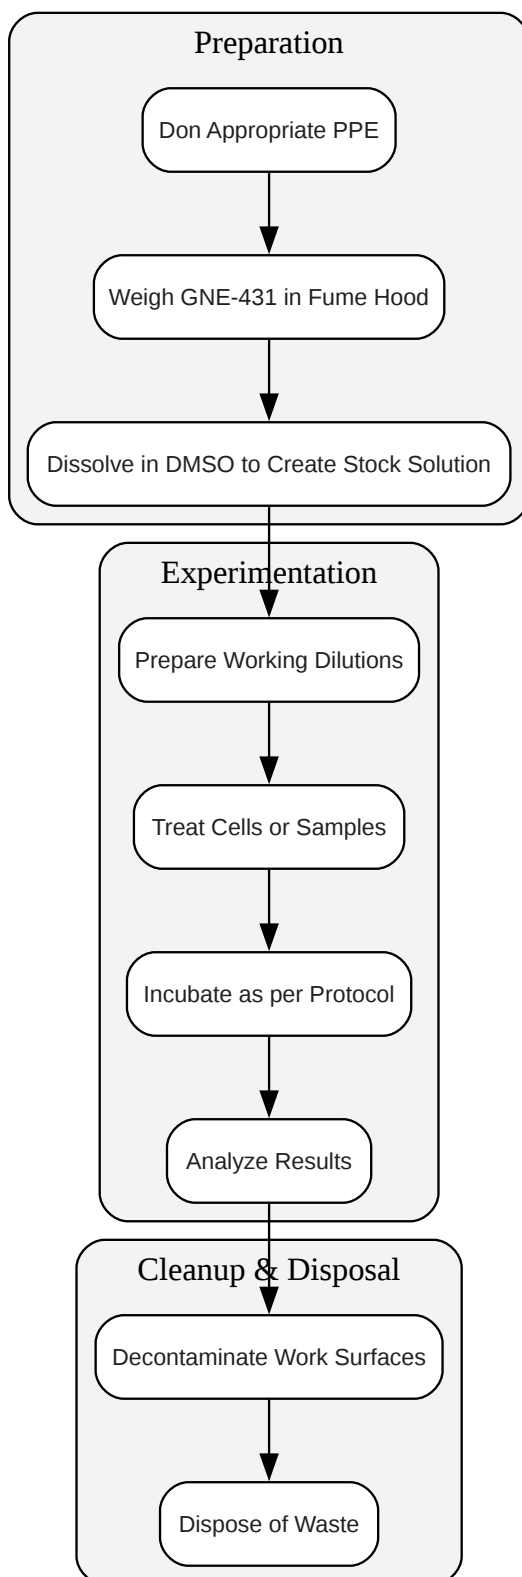 Preparation
Don Appropriate PPE
Weigh GNE-431 in Fume Hood
Dissolve in DMSO to Create Stock Solution
Experimentation
Prepare Working Dilutions
Treat Cells or Samples
Incubate as per Protocol
Analyze Results
Cleanup & Disposal
Decontaminate Work Surfaces
Dispose of Waste